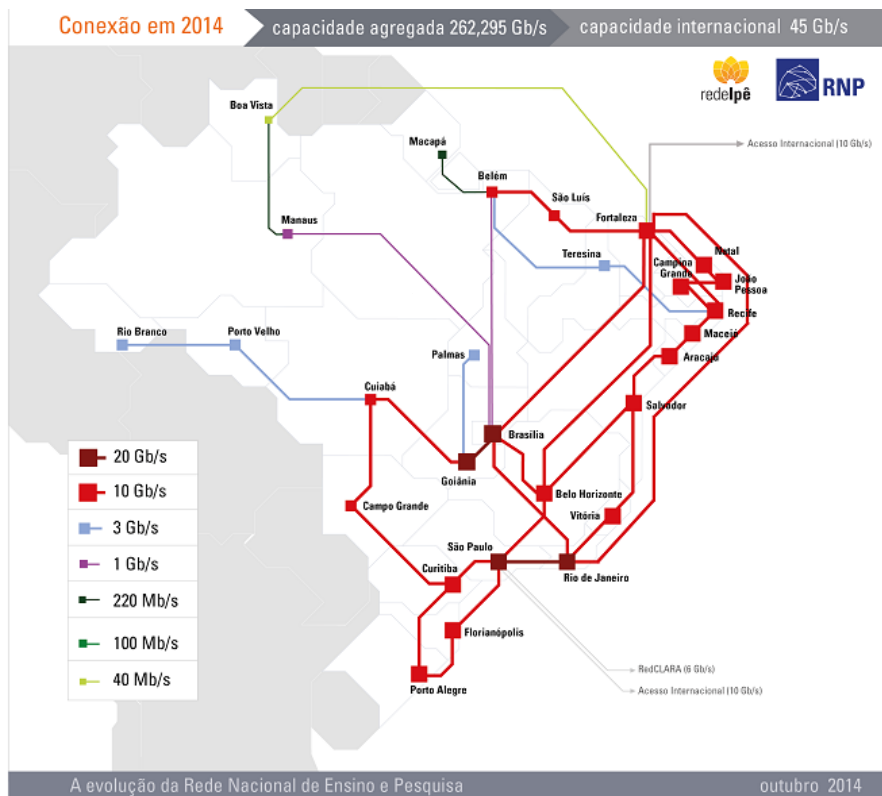 Conexão em 2014
capacidade agregada 262,295 Gb/s
capacidade internacional 45 Gb/s
redeIpê
RNP
Boa Vista
Macapá
Acesso Internacional (10 Gb/s)
Belém
São Luís
Fortaleza
Manaus
Teresina
Natal
Campina
Grande
João
Pessoa
Recife
Rio Branco
Porto Velho
Maceió
Palmas
Aracajo
Cuiabá
Salvador
Brasília
Goiânia
20 Gb/s
10 Gb/s
3 Gb/s
1 Gb/s
220 Mb/s
100 Mb/s
40 Mb/s
Belo Horizonte
Campo Grande
Vitória
São Paulo
Rio de Janeiro
Curitiba
Florianópolis
Porto Alegre
RedCLARA (6 Gb/s)
Acesso Internacional (10 Gb/s)
A evolução da Rede Nacional de Ensino e Pesquisa
outubro 2014